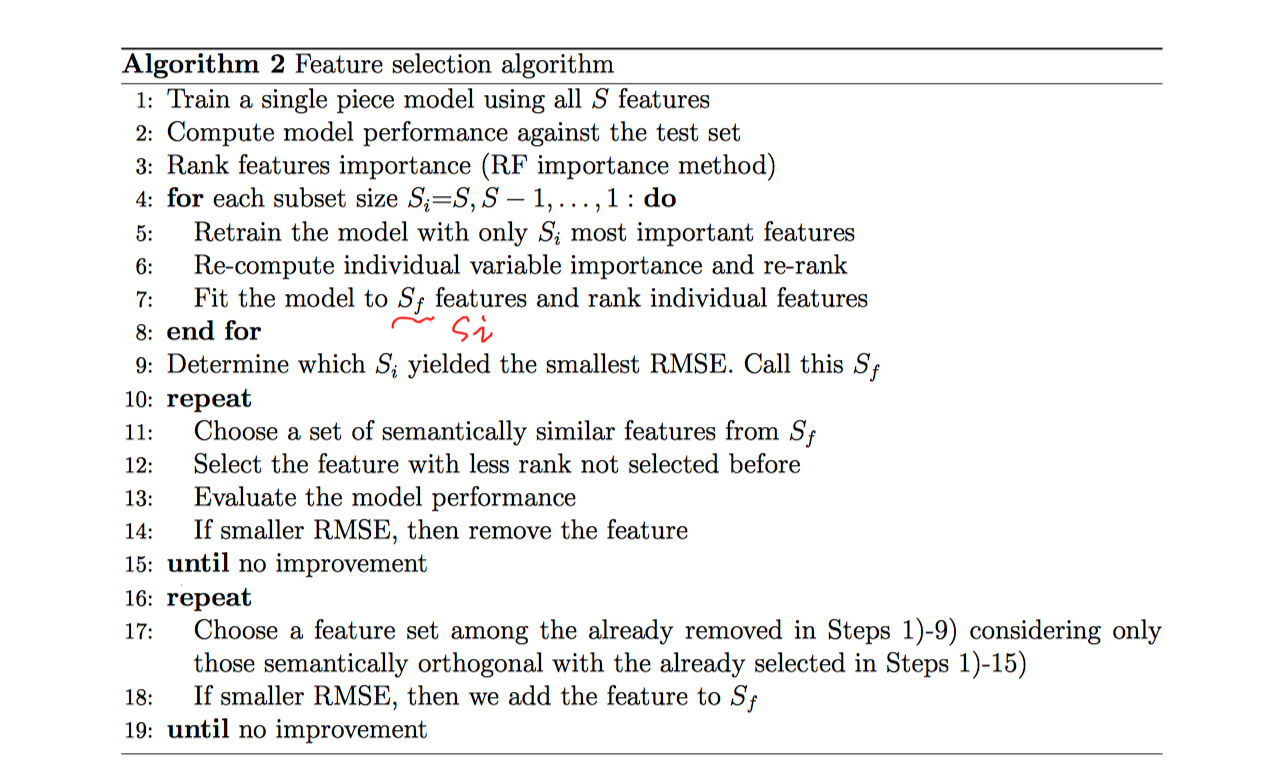 Algorithm 2 Feature selection algorithm
1: Train a single piece model using all S features
2: Compute model performance against the test set
3: Rank features importance (RF importance method)
4: for each subset size Sᵢ=S, S − 1, . . . , 1 : do
5: Retrain the model with only Sᵢ most important features
6: Re-compute individual variable importance and re-rank
7: Fit the model to S_f features and rank individual features
Si
8: end for
9: Determine which Sᵢ yielded the smallest RMSE. Call this S_f
10: repeat
11: Choose a set of semantically similar features from S_f
12: Select the feature with less rank not selected before
13: Evaluate the model performance
14: If smaller RMSE, then remove the feature
15: until no improvement
16: repeat
17: Choose a feature set among the already removed in Steps 1)-9) considering only
those semantically orthogonal with the already selected in Steps 1)-15)
18: If smaller RMSE, then we add the feature to S_f
19: until no improvement